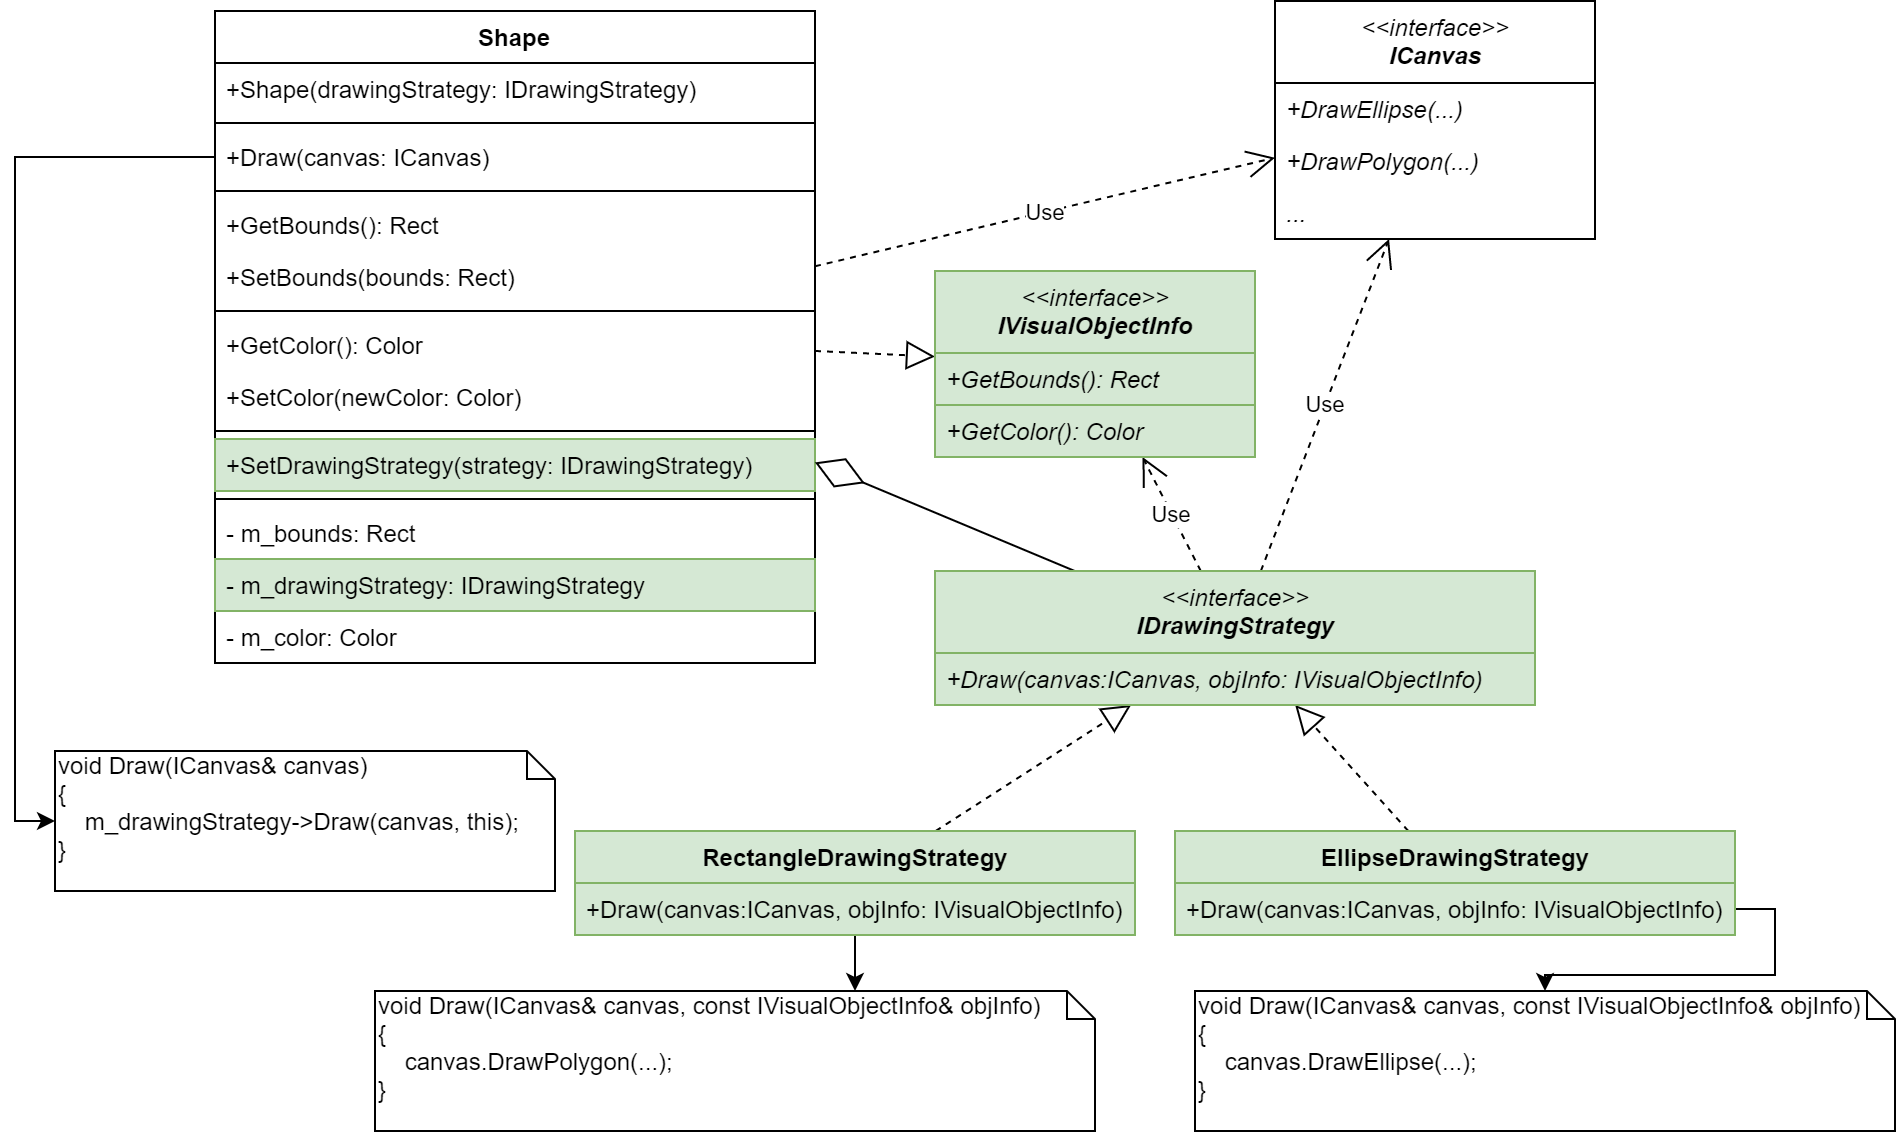 Shape
+Shape(drawingStrategy: IDrawingStrategy)
+Draw(canvas: ICanvas)
+GetBounds(): Rect
+SetBounds(bounds: Rect)
+GetColor(): Color
+SetColor(newColor: Color)
+SetDrawingStrategy(strategy: IDrawingStrategy)
- m_bounds: Rect
- m_drawingStrategy: IDrawingStrategy
- m_color: Color
<<interface>>
ICanvas
+DrawEllipse(...)
+DrawPolygon(...)
...
Use
<<interface>>
IVisualObjectInfo
+GetBounds(): Rect
+GetColor(): Color
Use
Use
<<interface>>
IDrawingStrategy
+Draw(canvas:ICanvas, objInfo: IVisualObjectInfo)
void Draw(ICanvas& canvas)
{
m_drawingStrategy->Draw(canvas, this);
}
RectangleDrawingStrategy
+Draw(canvas:ICanvas, objInfo: IVisualObjectInfo)
EllipseDrawingStrategy
+Draw(canvas:ICanvas, objInfo: IVisualObjectInfo)
void Draw(ICanvas& canvas, const IVisualObjectInfo& objInfo)
{
canvas.DrawPolygon(...);
}
void Draw(ICanvas& canvas, const IVisualObjectInfo& objInfo)
{
canvas.DrawEllipse(...);
}